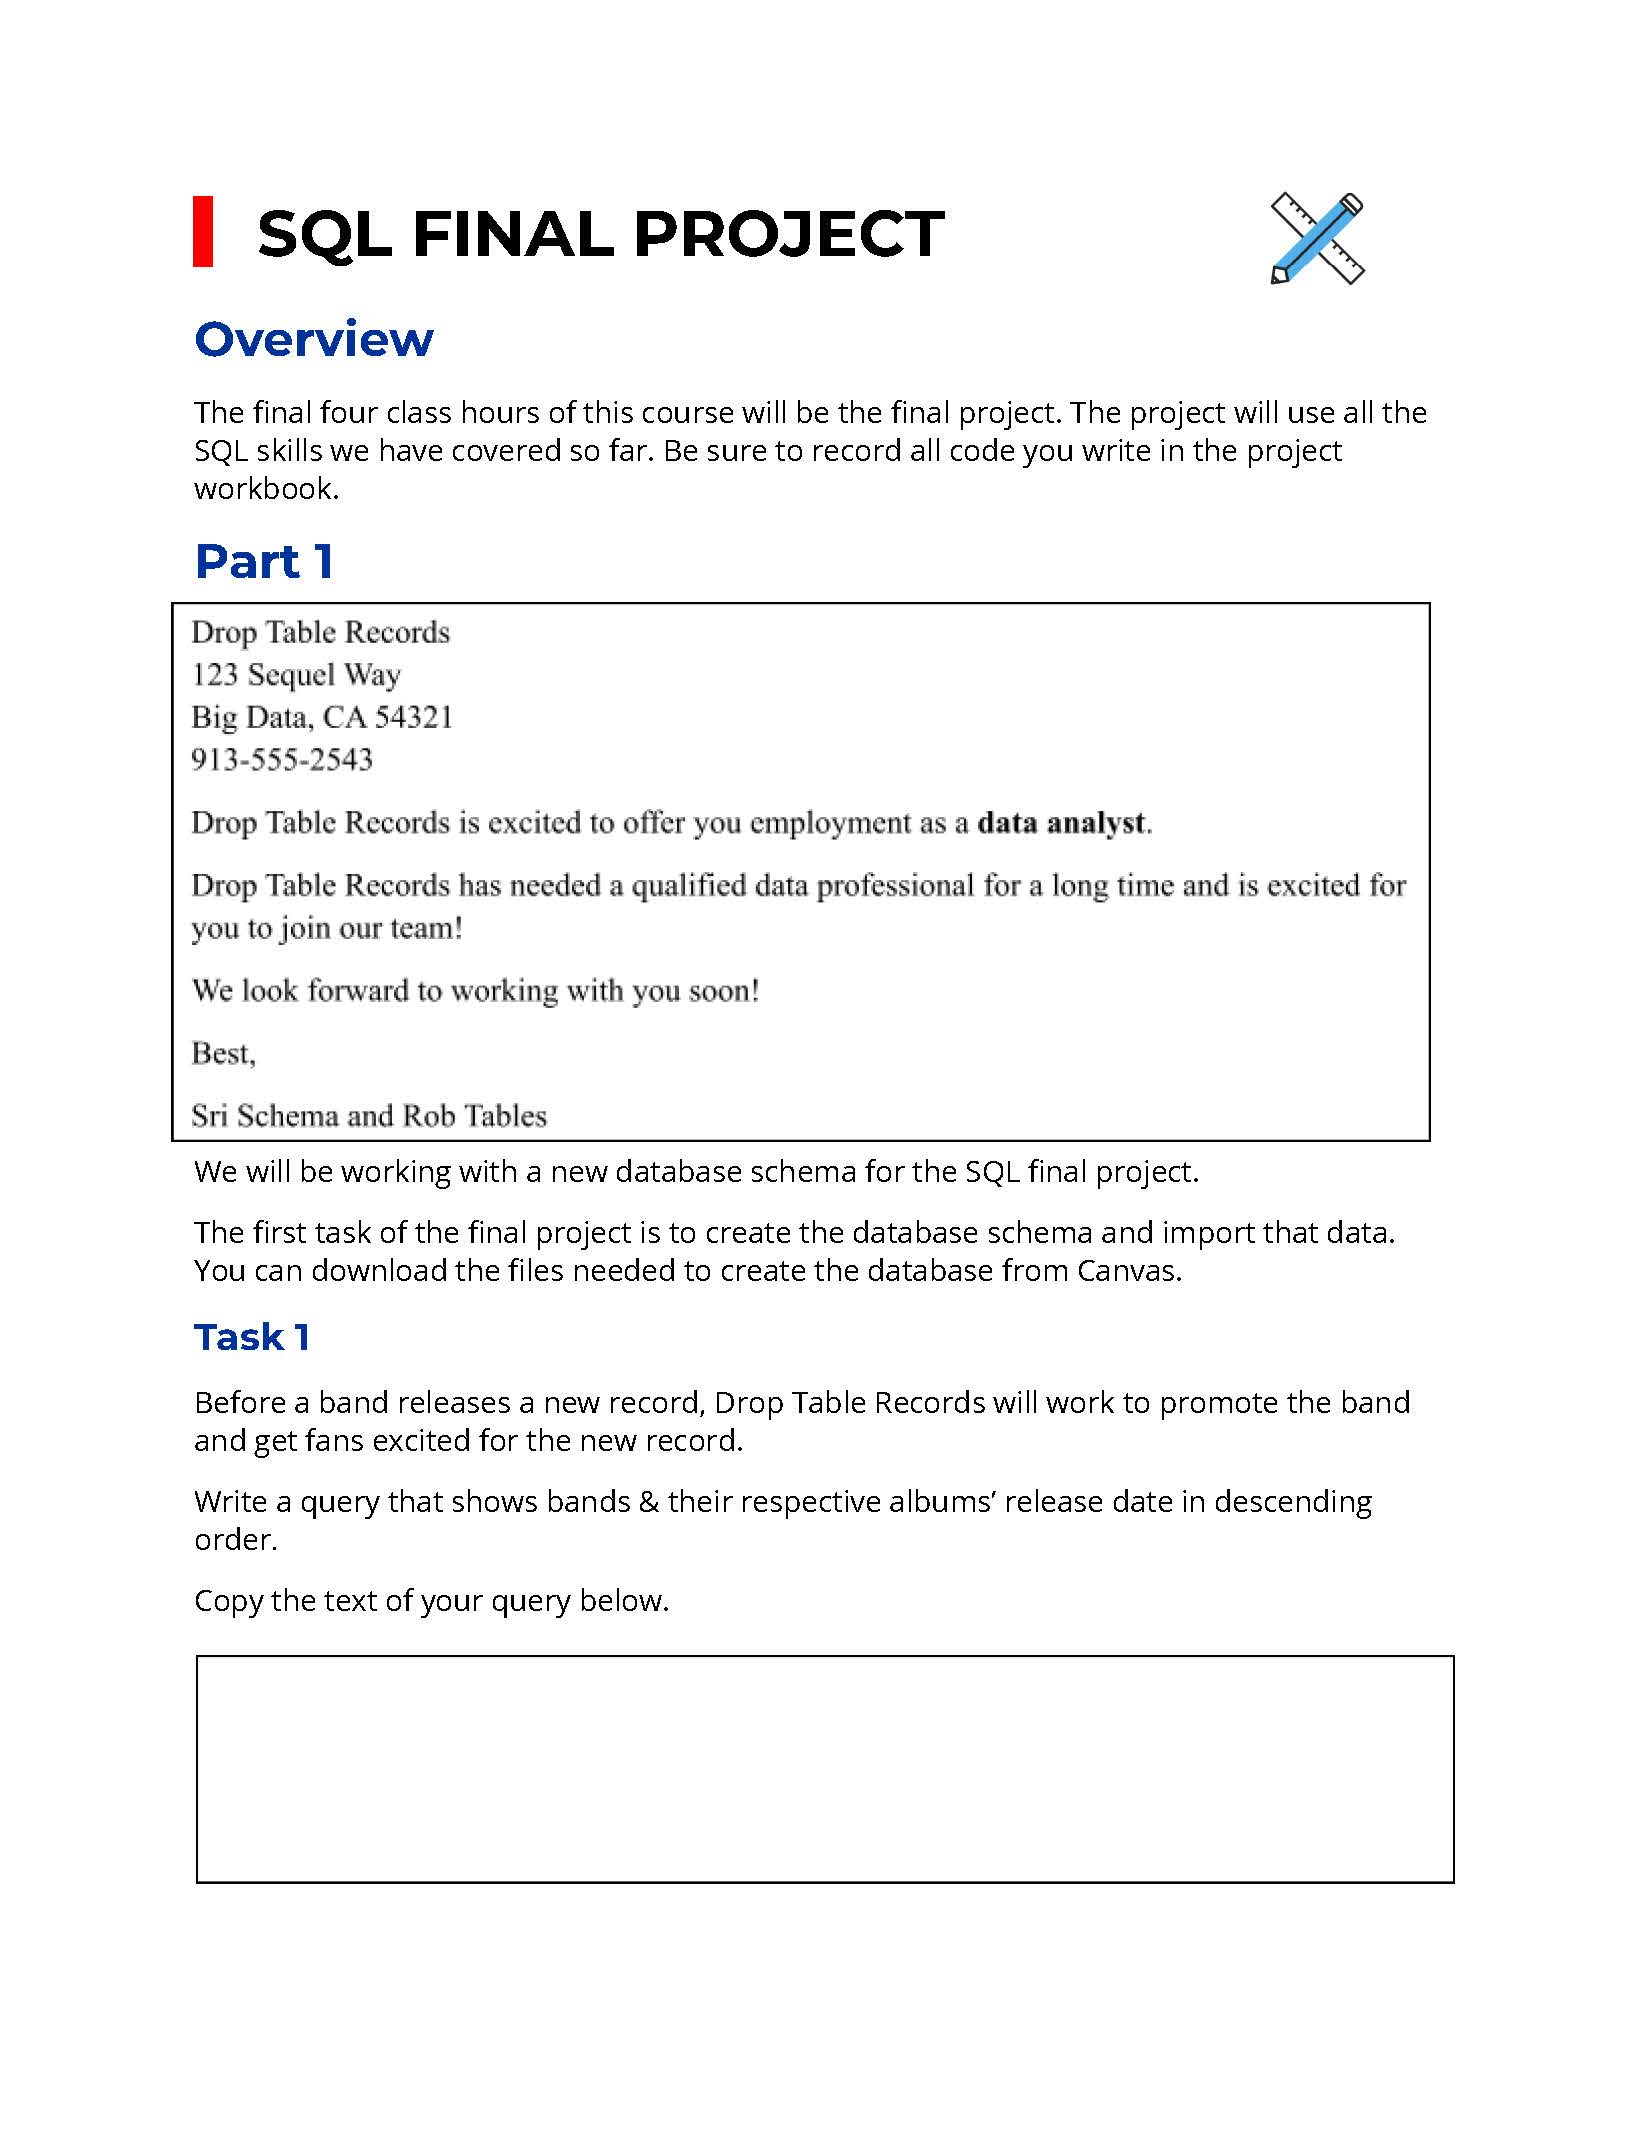 SQL FINAL PROJECT
Overview
The final four class hours of this course will be the final project. The project will use all the
SQL skills we have covered so far. Be sure to record all code you write in the project
workbook.
Part 1
Drop Table Records
123 Sequel Way
Big Data, CA 54321
913-555-2543
Drop Table Records is excited to offer you employment as a data analyst.
Drop Table Records has needed a qualified data professional for a long time and is excited for
you to join our team!
We look forward to working with you soon!
Best,
Sri Schema and Rob Tables
We will be working with a new database schema for the SQL final project.
The first task of the final project is to create the database schema and import that data.
You can download the files needed to create the database from Canvas.
Task 1
Before a band releases a new record, Drop Table Records will work to promote the band
and get fans excited for the new record.
Write a query that shows bands & their respective albums’ release date in descending
order.
Copy the text of your query below.